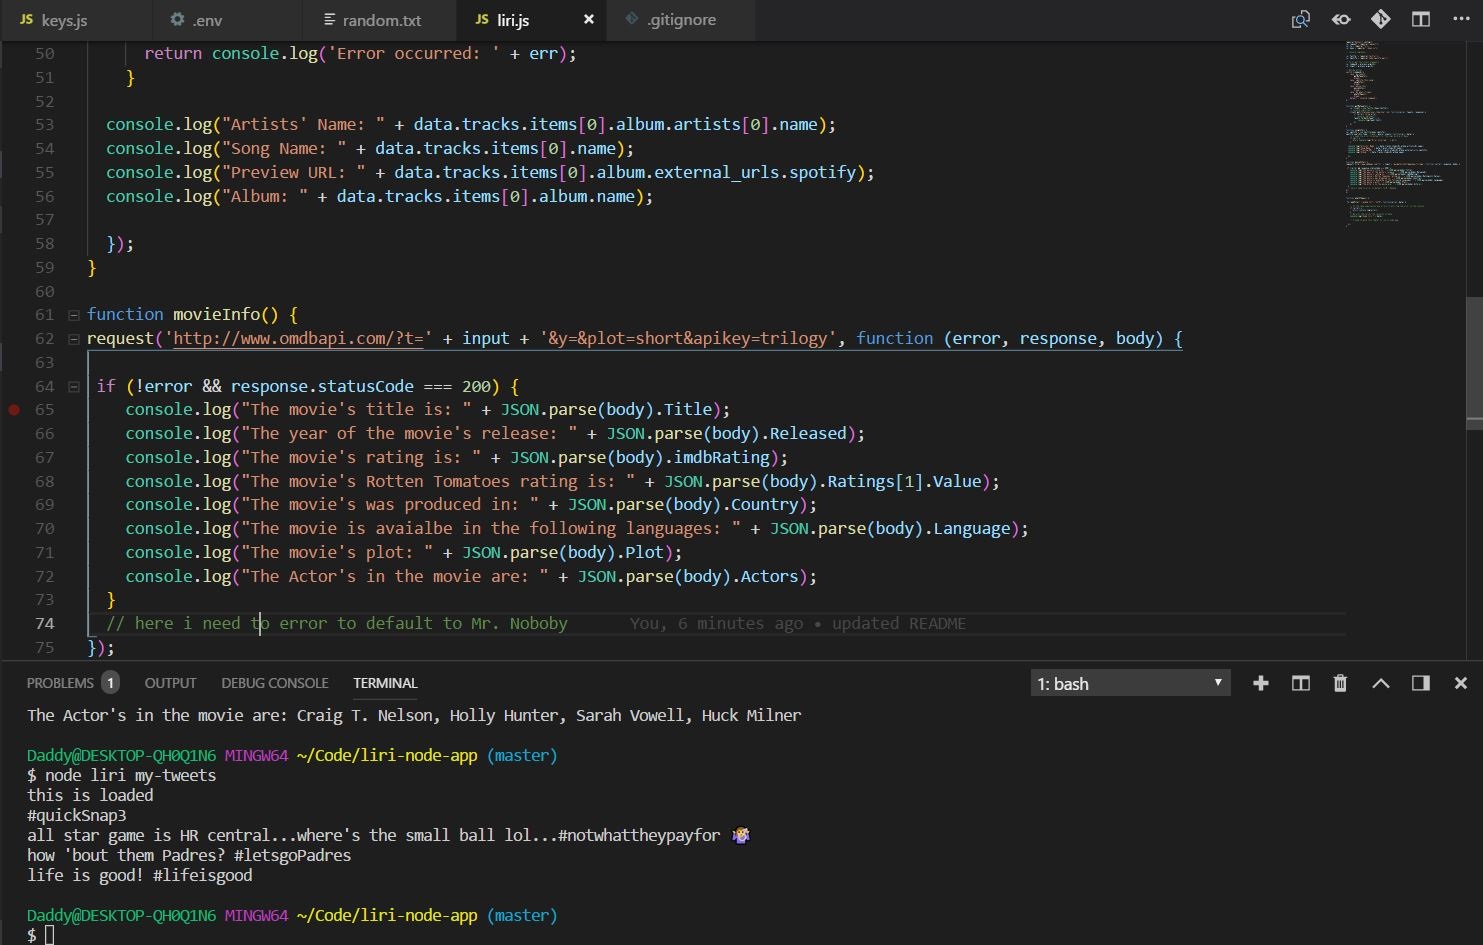 JS keys.js .env random.txt JS liri.js × .gitignore ...
50 return console.log('Error occurred: ' + err);
51 }
52
53 console.log("Artists' Name: " + data.tracks.items[0].album.artists[0].name);
54 console.log("Song Name: " + data.tracks.items[0].name);
55 console.log("Preview URL: " + data.tracks.items[0].album.external_urls.spotify);
56 console.log("Album: " + data.tracks.items[0].album.name);
57
58 });
59 }
60
61 function movieInfo() {
62 request('http://www.omdbapi.com/?t=' + input + '&y=&plot=short&apikey=trilogy', function (error, response, body) {
63
64 if (!error && response.statusCode === 200) {
65 console.log("The movie's title is: " + JSON.parse(body).Title);
66 console.log("The year of the movie's release: " + JSON.parse(body).Released);
67 console.log("The movie's rating is: " + JSON.parse(body).imdbRating);
68 console.log("The movie's Rotten Tomatoes rating is: " + JSON.parse(body).Ratings[1].Value);
69 console.log("The movie's was produced in: " + JSON.parse(body).Country);
70 console.log("The movie is avaialbe in the following languages: " + JSON.parse(body).Language);
71 console.log("The movie's plot: " + JSON.parse(body).Plot);
72 console.log("The Actor's in the movie are: " + JSON.parse(body).Actors);
73 }
74 // here i need to error to default to Mr. Noboby You, 6 minutes ago • updated README
75 });
PROBLEMS 1 OUTPUT DEBUG CONSOLE TERMINAL 1: bash
The Actor's in the movie are: Craig T. Nelson, Holly Hunter, Sarah Vowell, Huck Milner
Daddy@DESKTOP-QH0Q1N6 MINGW64 ~/Code/liri-node-app (master)
$ node liri my-tweets
this is loaded
#quickSnap3
all star game is HR central...where's the small ball lol...#notwhattheypayfor 🤷🏼‍♀️
how 'bout them Padres? #letsgoPadres
life is good! #lifeisgood
Daddy@DESKTOP-QH0Q1N6 MINGW64 ~/Code/liri-node-app (master)
$